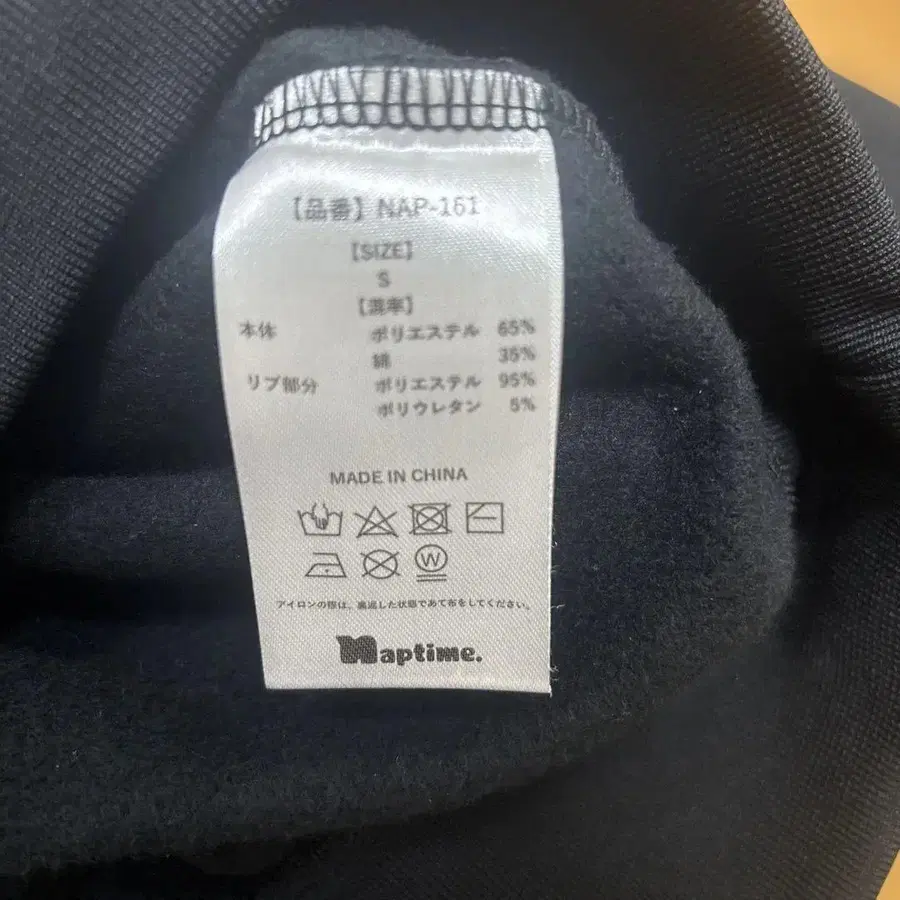 【品番】NAP-161
【SIZE】
S
【混率】
本体 ポリエステル 65%
綿 35%
リブ部分 ポリエステル 95%
ポリウレタン 5%
MADE IN CHINA
W
アイロンの際は、裏返した状態であて布をしてください。
Naptime.